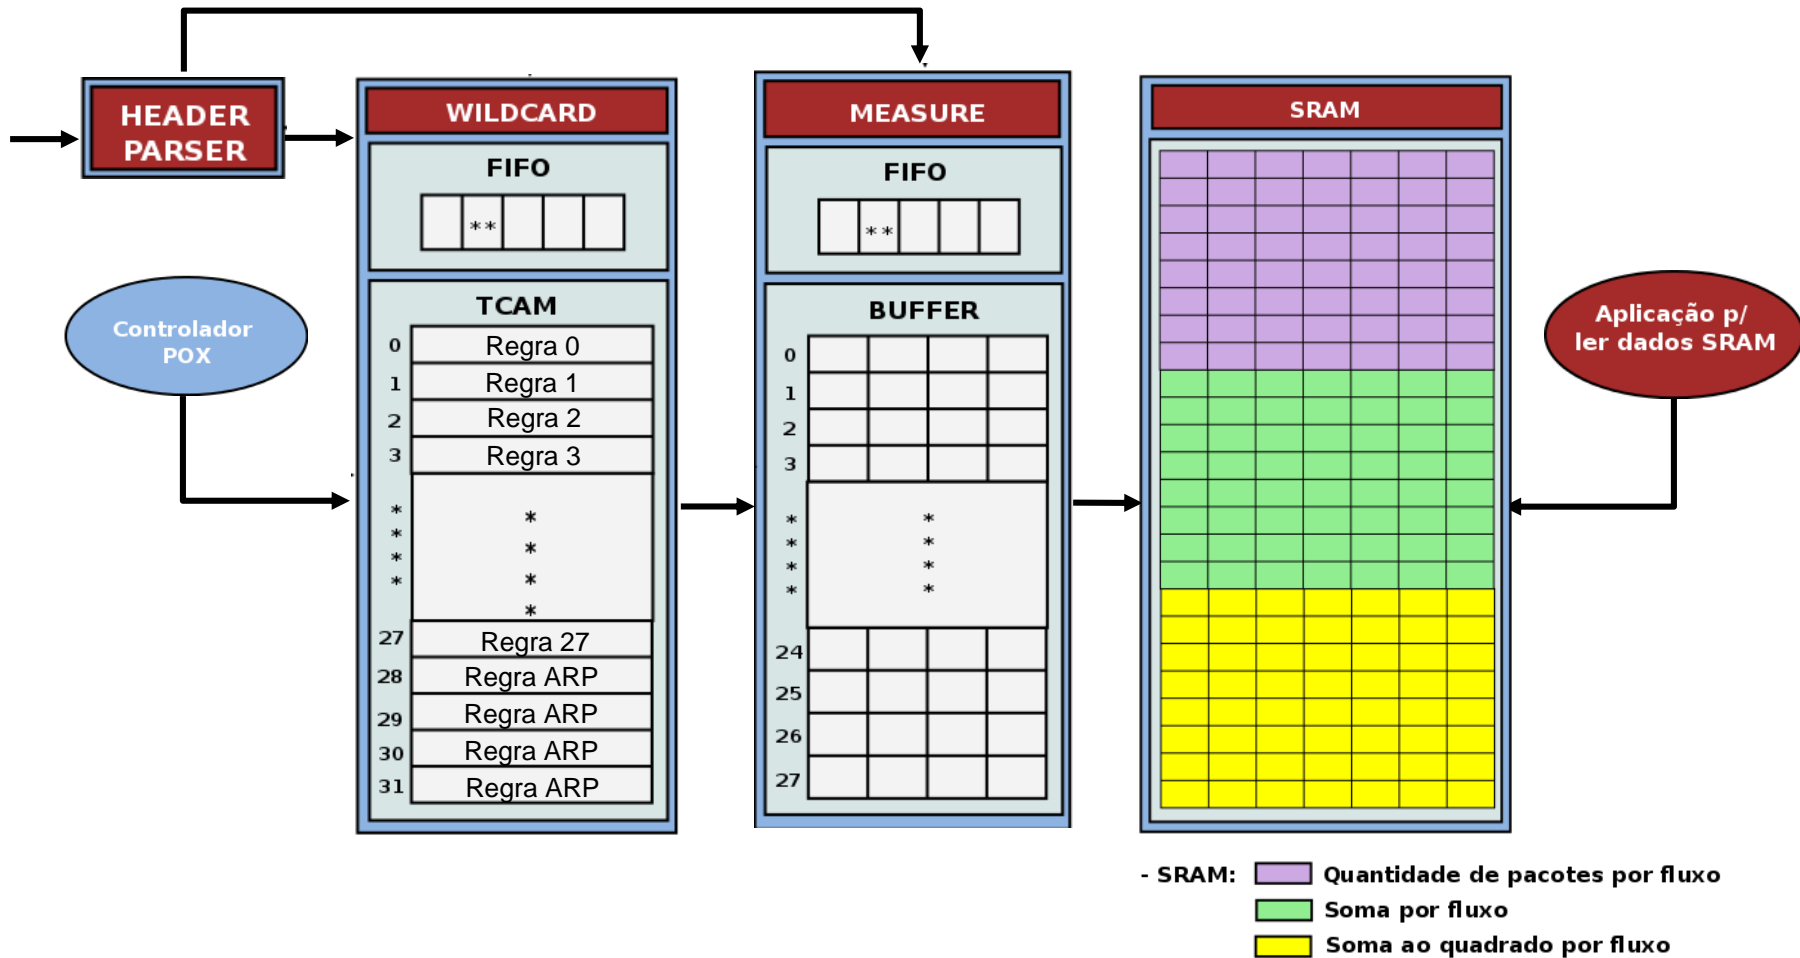 HEADER
PARSER
Controlador
POX
WILDCARD
FIFO
**
TCAM
0 Regra 0
1 Regra 1
2 Regra 2
3 Regra 3
* *
* *
* *
* *
27 Regra 27
28 Regra ARP
29 Regra ARP
30 Regra ARP
31 Regra ARP
MEASURE
FIFO
**
BUFFER
0
1
2
3
* *
* *
* *
* *
24
25
26
27
SRAM
Aplicação p/
ler dados SRAM
- SRAM: Quantidade de pacotes por fluxo
Soma por fluxo
Soma ao quadrado por fluxo